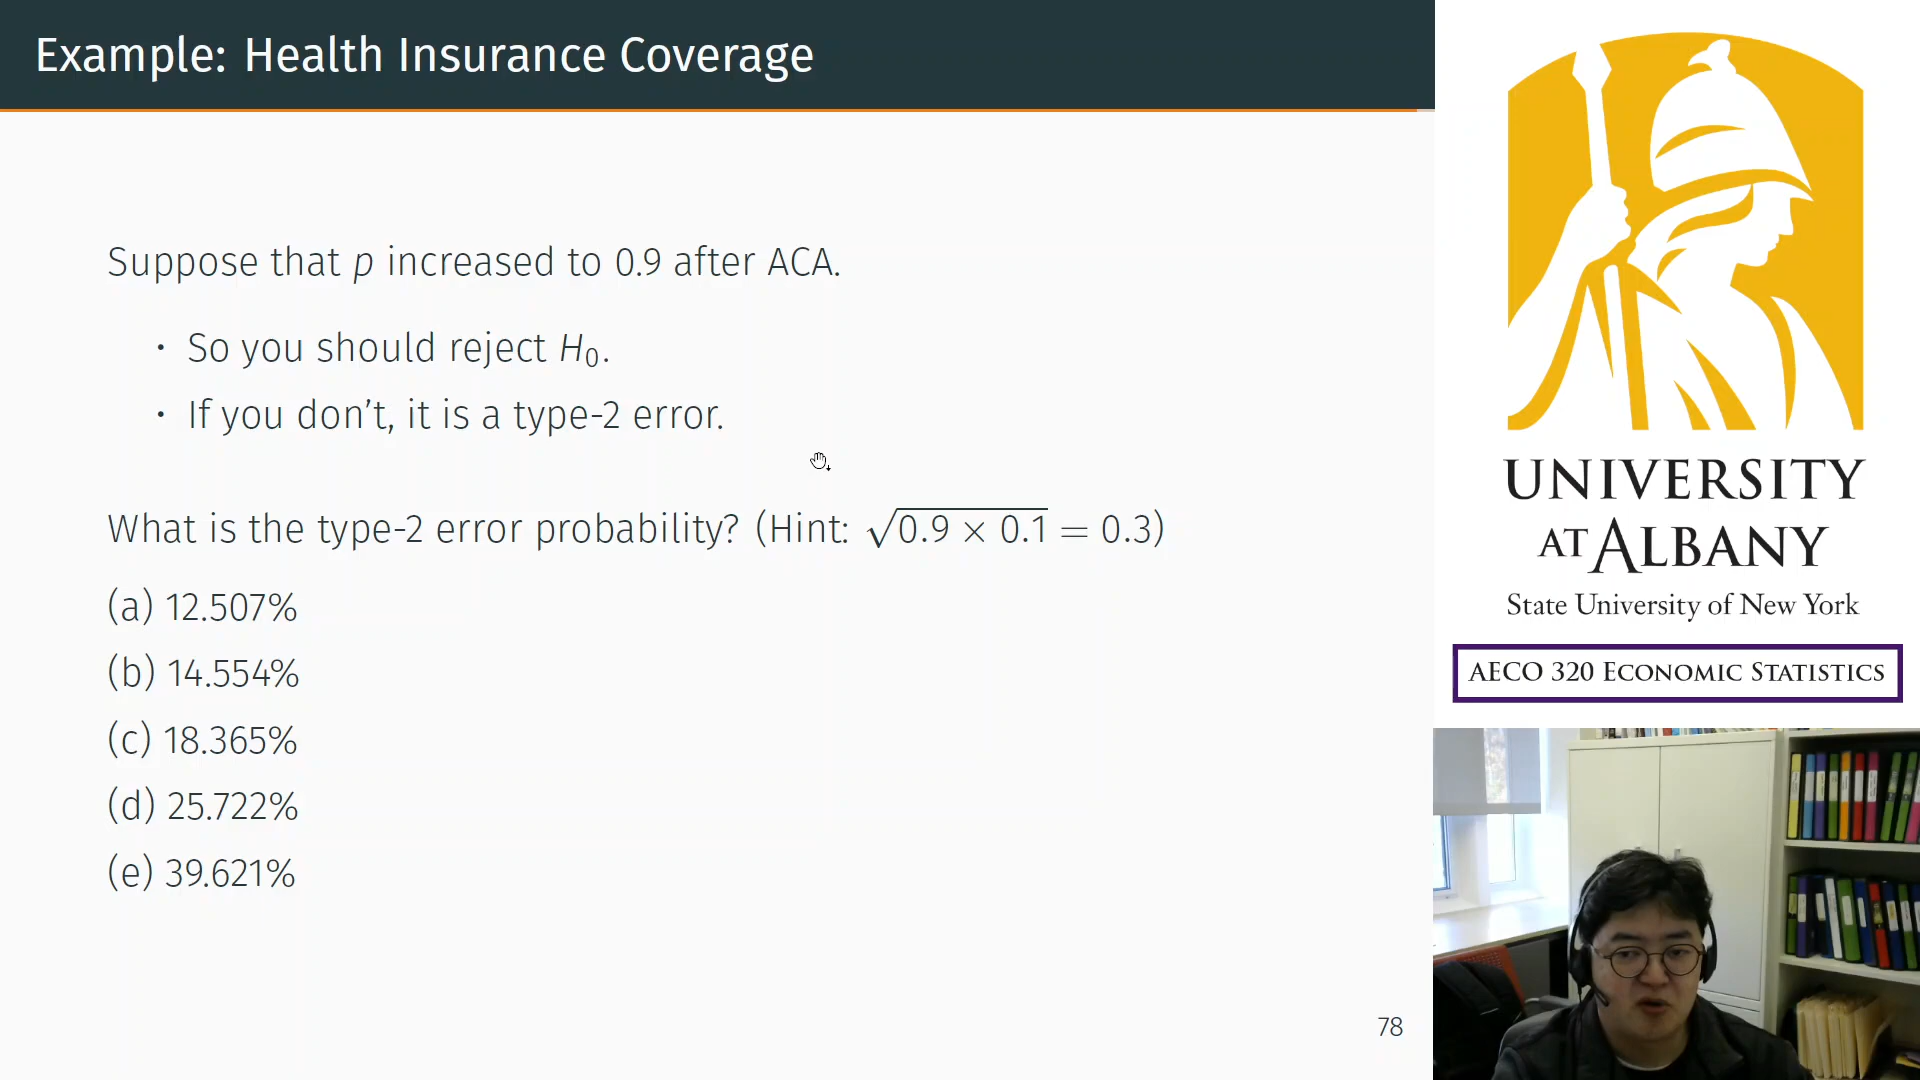 Example: Health Insurance Coverage
Suppose that p increased to 0.9 after ACA.
· So you should reject H₀.
· If you don't, it is a type-2 error.
What is the type-2 error probability? (Hint: √0.9 × 0.1 = 0.3)
(a) 12.507%
(b) 14.554%
(c) 18.365%
(d) 25.722%
(e) 39.621%
78
UNIVERSITY
AT ALBANY
State University of New York
AECO 320 ECONOMIC STATISTICS